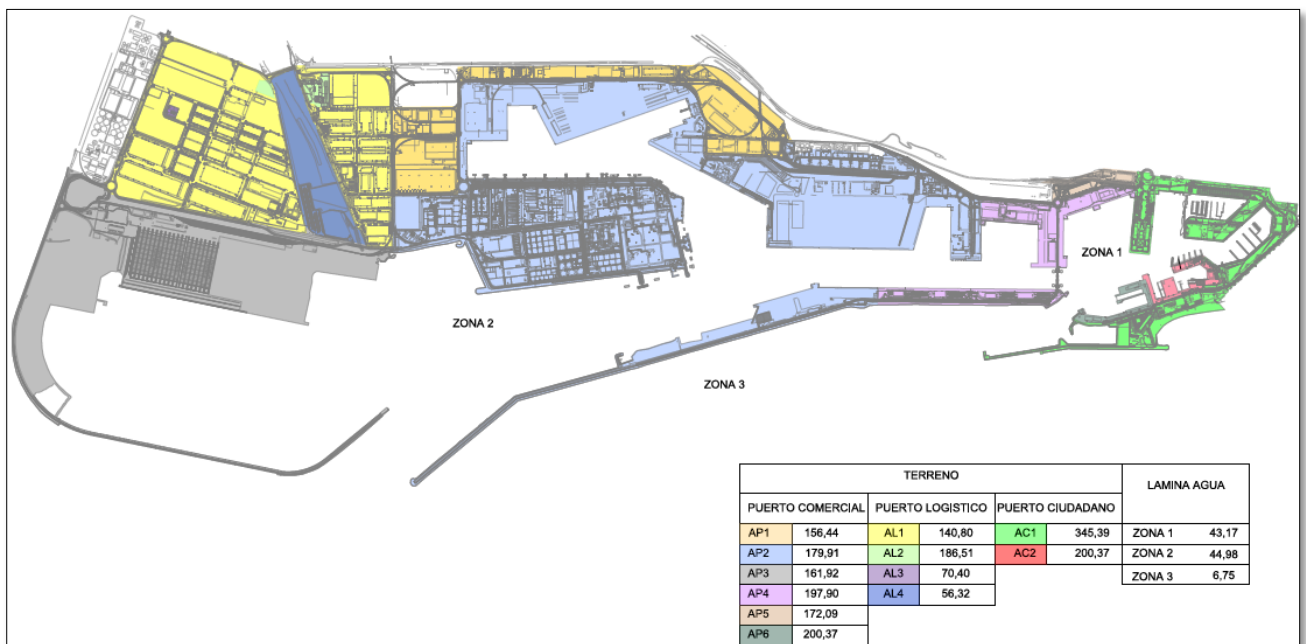 ZONA 1
ZONA 2
ZONA 3
TERRENO LAMINA AGUA
PUERTO COMERCIAL PUERTO LOGISTICO PUERTO CIUDADANO
AP1 156,44 AL1 140,80 AC1 345,39 ZONA 1 43,17
AP2 179,91 AL2 186,51 AC2 200,37 ZONA 2 44,98
AP3 161,92 AL3 70,40 ZONA 3 6,75
AP4 197,90 AL4 56,32
AP5 172,09
AP6 200,37